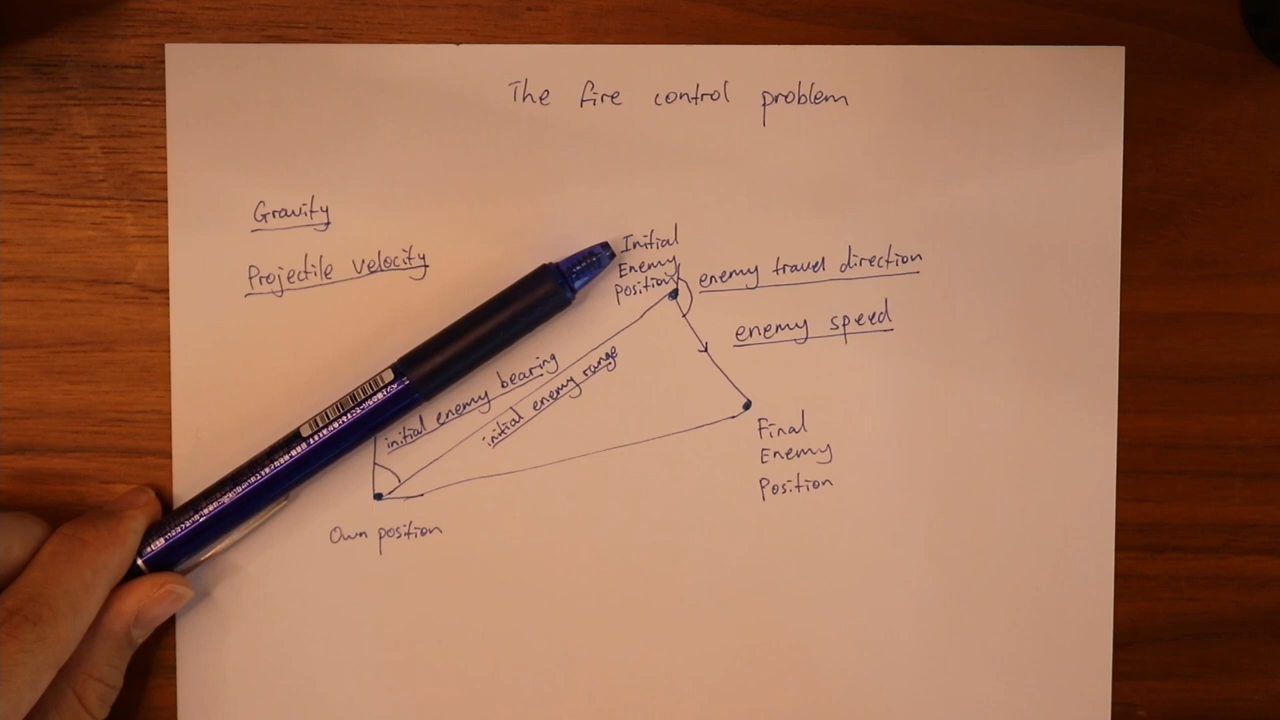 The fire control problem
Gravity
Projectile velocity
Initial
Enemy
Position
enemy travel direction
enemy speed
initial enemy bearing
initial enemy range
Final
Enemy
Position
Own position